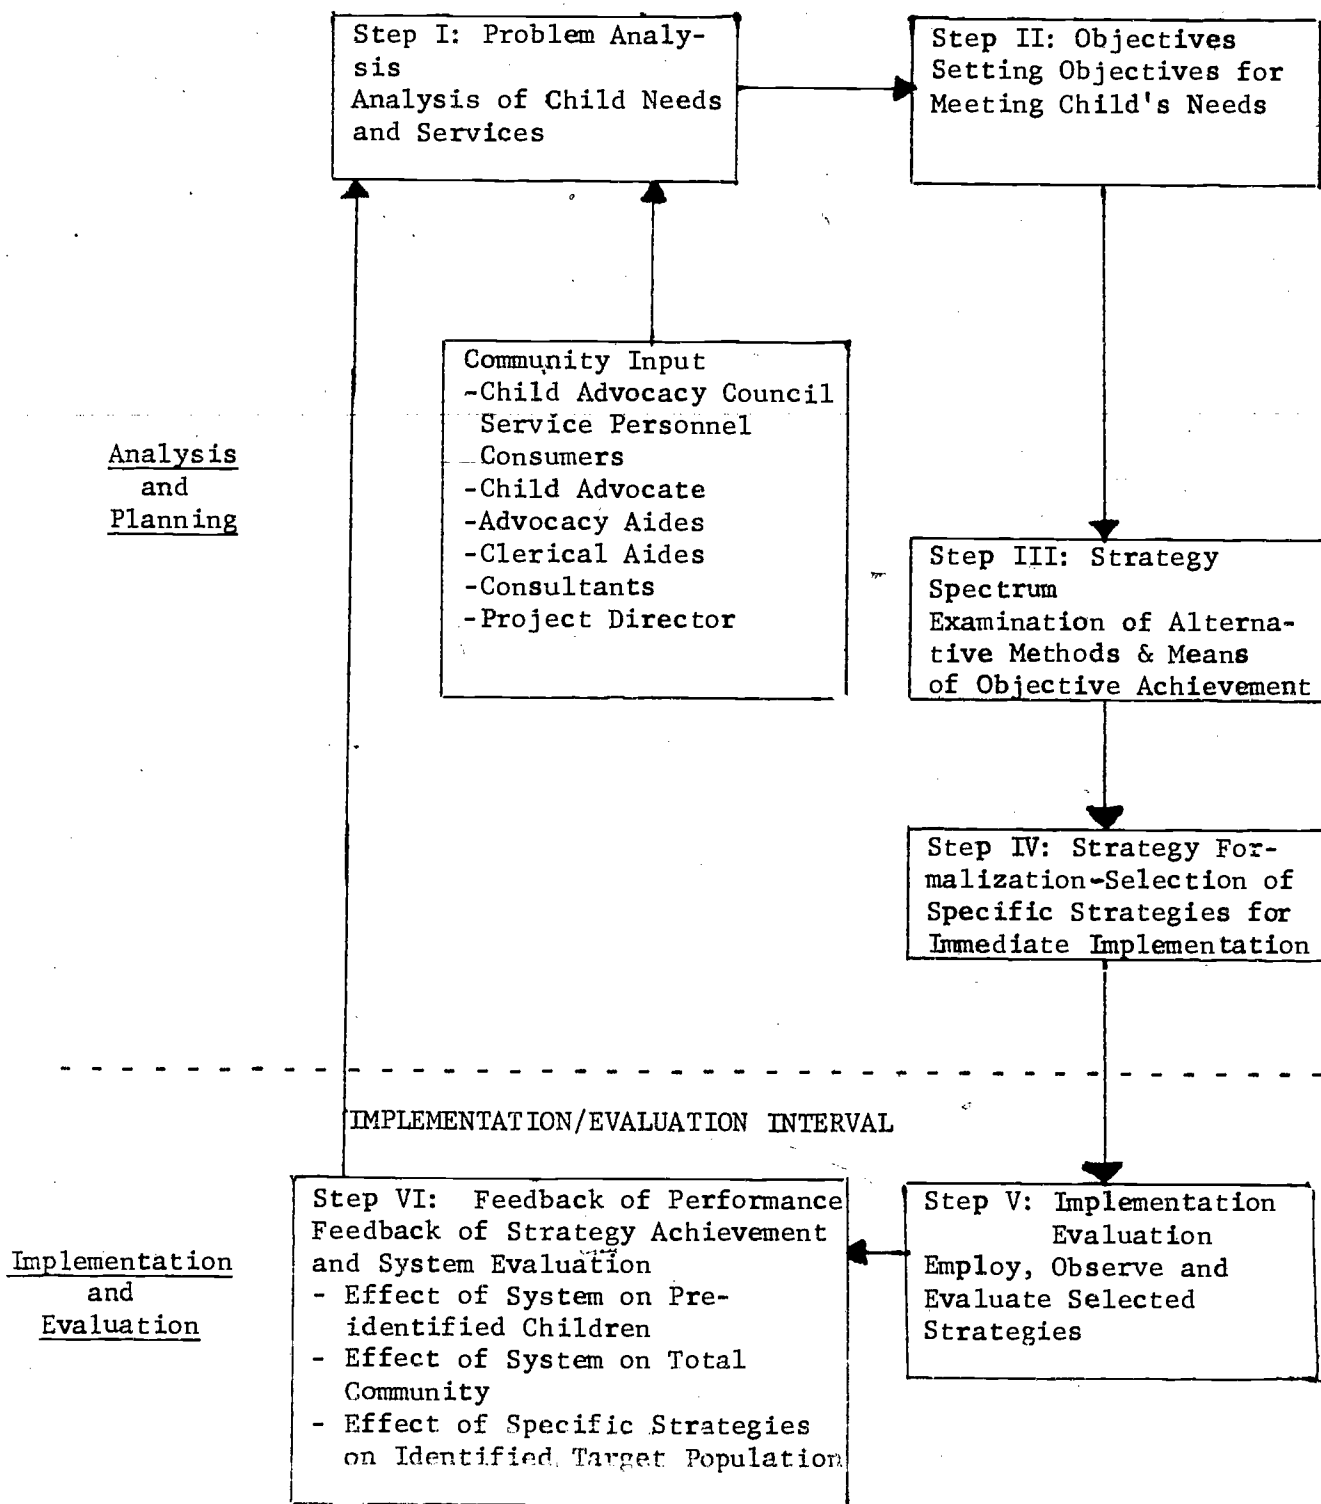 Step I: Problem Analy-
sis
Analysis of Child Needs
and Services
Step II: Objectives
Setting Objectives for
Meeting Child's Needs
Community Input
-Child Advocacy Council
Service Personnel
Consumers
-Child Advocate
-Advocacy Aides
-Clerical Aides
-Consultants
-Project Director
Analysis
and
Planning
Step III: Strategy
Spectrum
Examination of Alterna-
tive Methods & Means
of Objective Achievement
Step IV: Strategy For-
malization-Selection of
Specific Strategies for
Immediate Implementation
IMPLEMENTATION/EVALUATION INTERVAL
Implementation
and
Evaluation
Step VI: Feedback of Performance
Feedback of Strategy Achievement
and System Evaluation
- Effect of System on Pre-
identified Children
- Effect of System on Total
Community
- Effect of Specific Strategies
on Identified Target Population
Step V: Implementation
Evaluation
Employ, Observe and
Evaluate Selected
Strategies